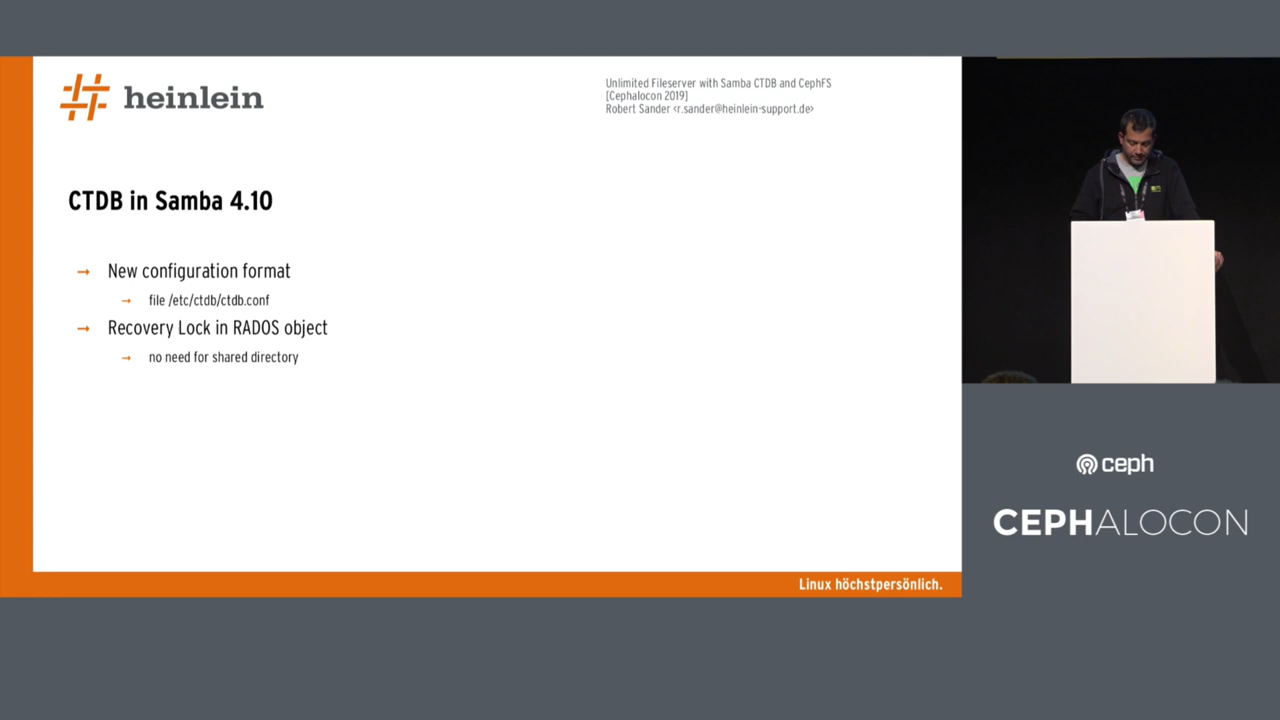 heinlein
Unlimited Fileserver with Samba CTDB and CephFS
[Cephalocon 2019]
Robert Sander <r.sander@heinlein-support.de>
CTDB in Samba 4.10
→ New configuration format
→ file /etc/ctdb/ctdb.conf
→ Recovery Lock in RADOS object
→ no need for shared directory
Linux höchstpersönlich.
ceph
CEPHALOCON